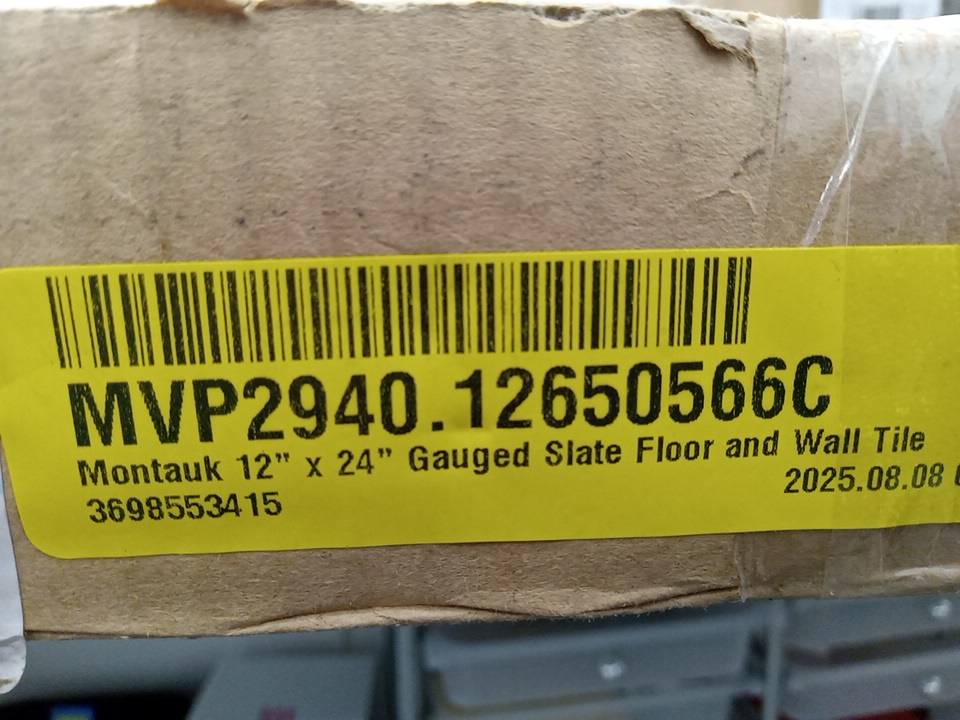 MVP2940.12650566C
Montauk 12" x 24" Gauged Slate Floor and Wall Tile
2025.08.08
3698553415